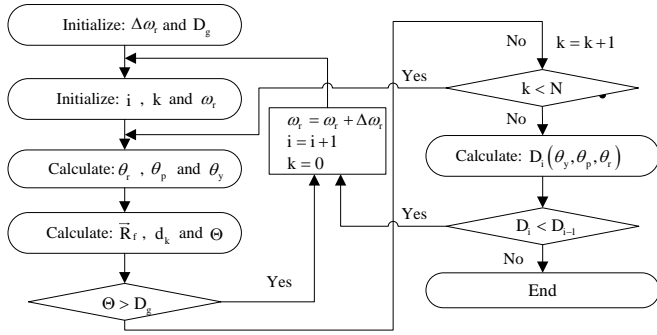 Initialize: Δω_r and D_g
Initialize: i , k and ω_r
Calculate: θ_r , θ_p and θ_y
Calculate: R⃗_f , d_k and Θ
Θ > D_g
Yes
ω_r = ω_r + Δω_r
i = i + 1
k = 0
No
k = k + 1
Yes
k < N
No
Calculate: D_i (θ_y, θ_p, θ_r)
Yes
D_i < D_{i−1}
No
End